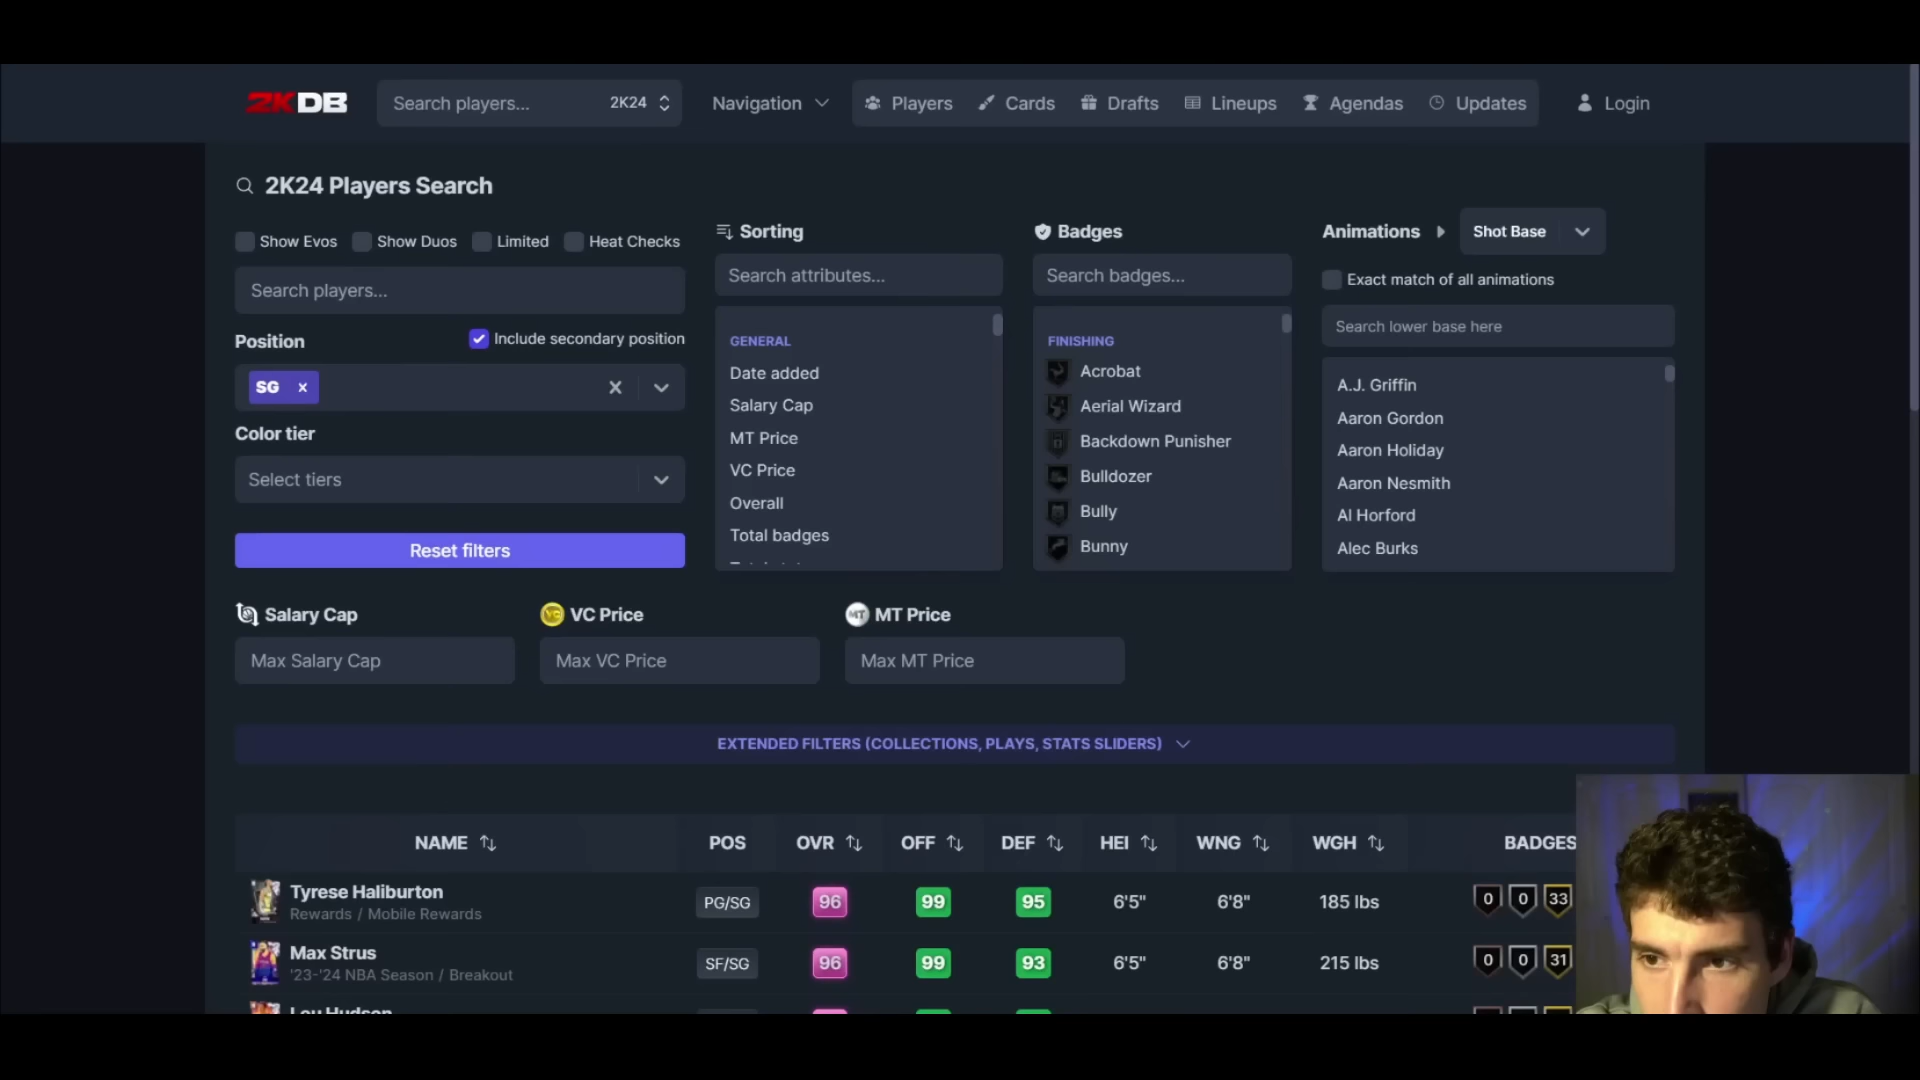 2KDB
Search players...
2K24
Navigation
Players
Cards
Drafts
Lineups
Agendas
Updates
Login
2K24 Players Search
Show Evos
Show Duos
Limited
Heat Checks
Search players...
Position
Include secondary position
SG
Color tier
Select tiers
Reset filters
Sorting
Search attributes...
GENERAL
Date added
Salary Cap
MT Price
VC Price
Overall
Total badges
Badges
Search badges...
FINISHING
Acrobat
Aerial Wizard
Backdown Punisher
Bulldozer
Bully
Bunny
Animations
Shot Base
Exact match of all animations
Search lower base here
A.J. Griffin
Aaron Gordon
Aaron Holiday
Aaron Nesmith
Al Horford
Alec Burks
Salary Cap
VC VC Price
MT MT Price
Max Salary Cap
Max VC Price
Max MT Price
EXTENDED FILTERS (COLLECTIONS, PLAYS, STATS SLIDERS)
NAME POS OVR OFF DEF HEI WNG WGH BADGES
Tyrese Haliburton
Rewards / Mobile Rewards
PG/SG 96 99 95 6'5" 6'8" 185 lbs 0 0 33
Max Strus
'23-'24 NBA Season / Breakout
SF/SG 96 99 93 6'5" 6'8" 215 lbs 0 0 31
Lou Hudson